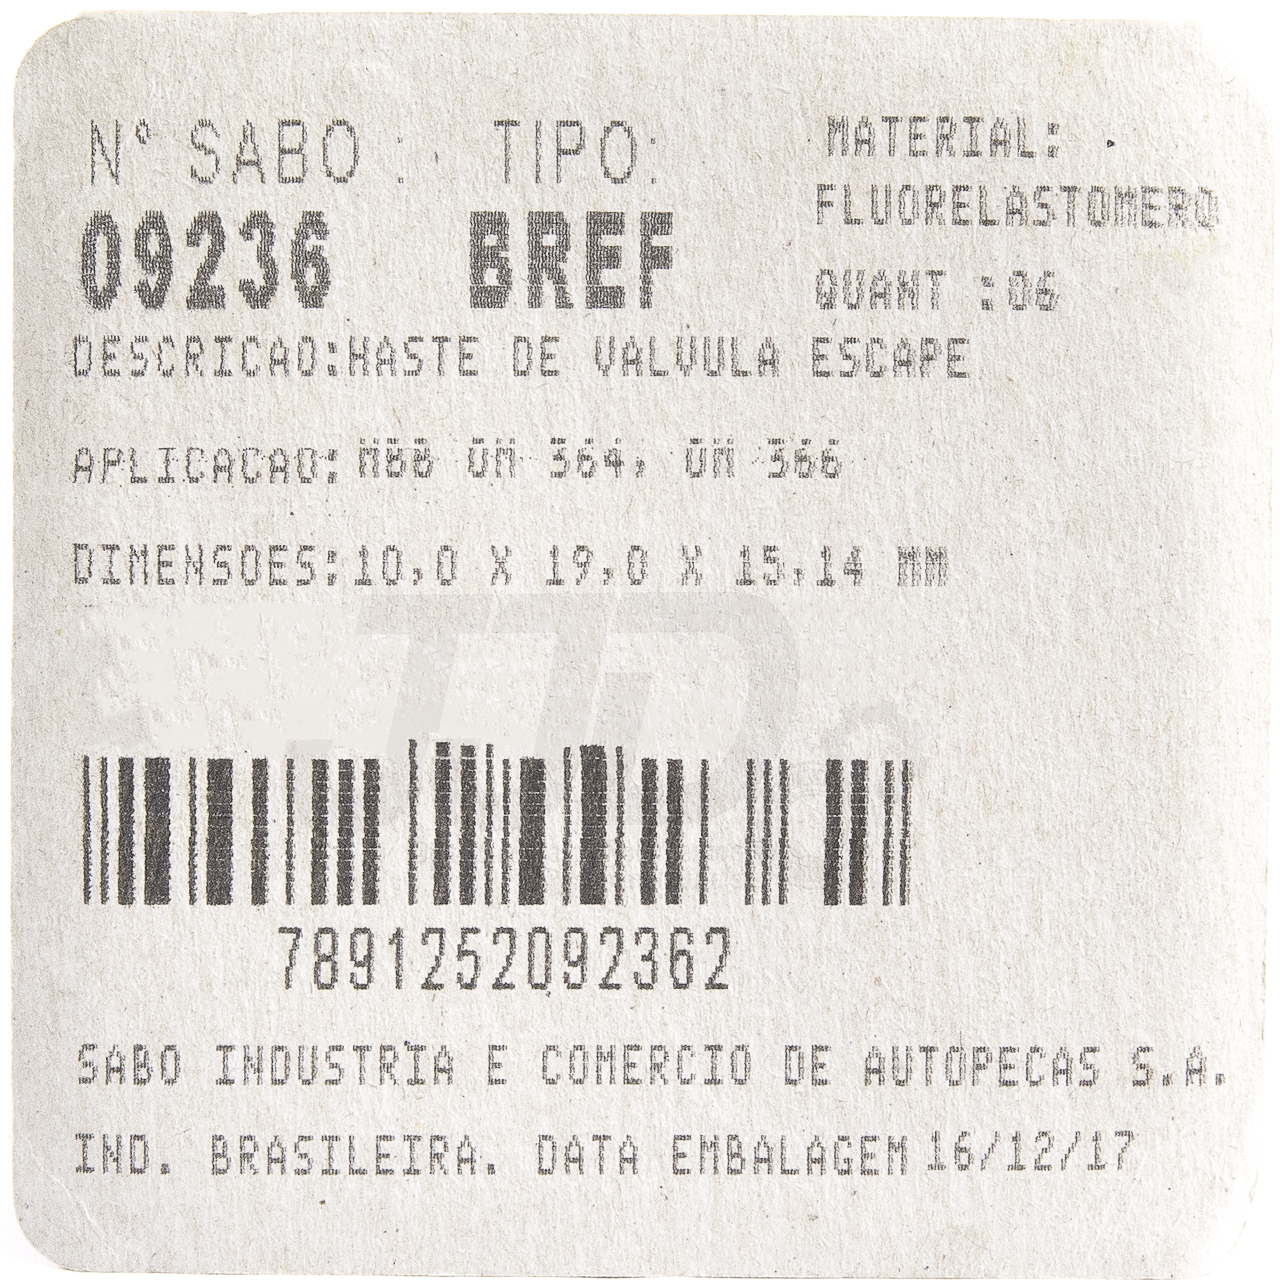 N° SABO : TIPO: MATERIAL:
09236 BREF FLUORELASTOMERO
QUANT :06
DESCRICAO:HASTE DE VALVULA ESCAPE
APLICACAO: MBB OM 364, OM 366
DIMENSOES:10,0 X 19,0 X 15,14 MM
7891252092362
SABO INDUSTRIA E COMERCIO DE AUTOPECAS S.A.
IND. BRASILEIRA. DATA EMBALAGEM 16/12/17